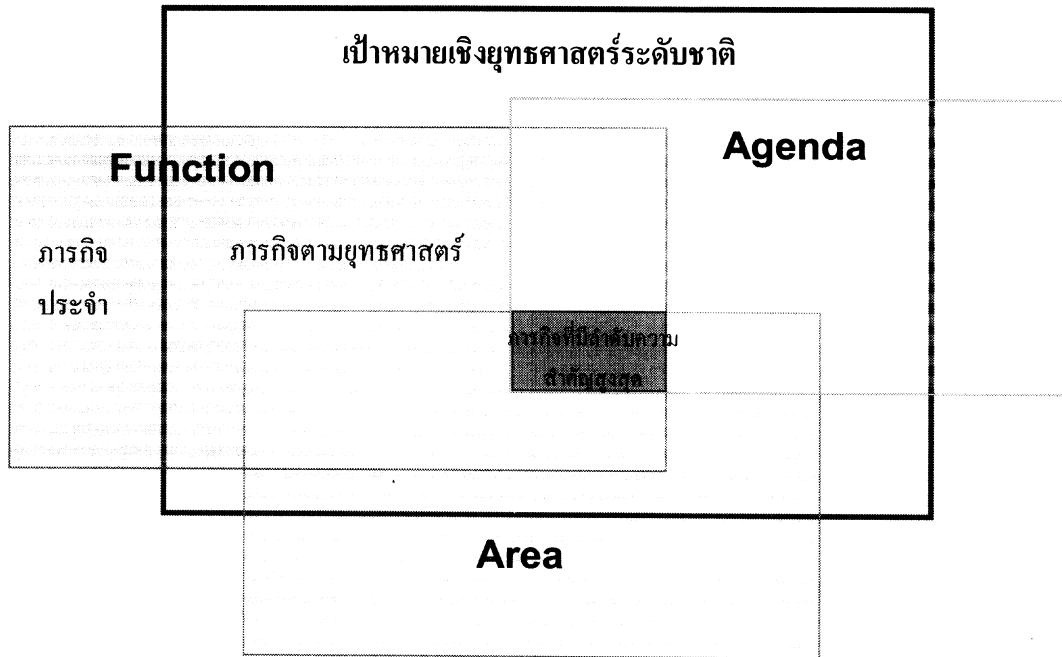 เป้าหมายเชิงยุทธศาสตร์ระดับชาติ
Agenda
Function
ภารกิจ
ประจำ
ภารกิจตามยุทธศาสตร์
ภารกิจที่มีลำดับความ
สำคัญสูงสุด
Area